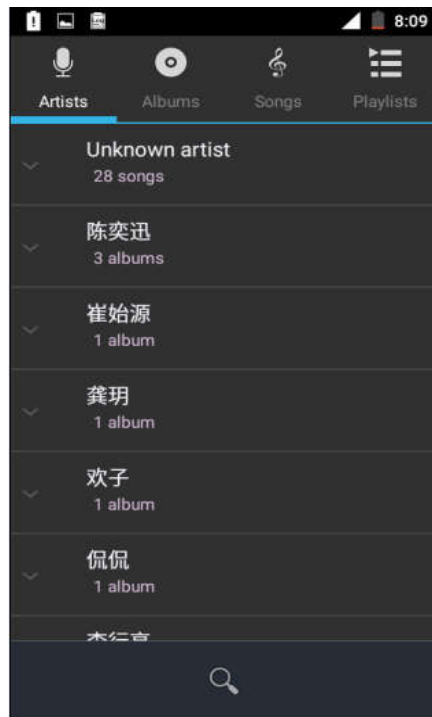 8:09
Artists
Albums
Songs
Playlists
Unknown artist
28 songs
陈奕迅
3 albums
崔始源
1 album
龚玥
1 album
欢子
1 album
侃侃
1 album